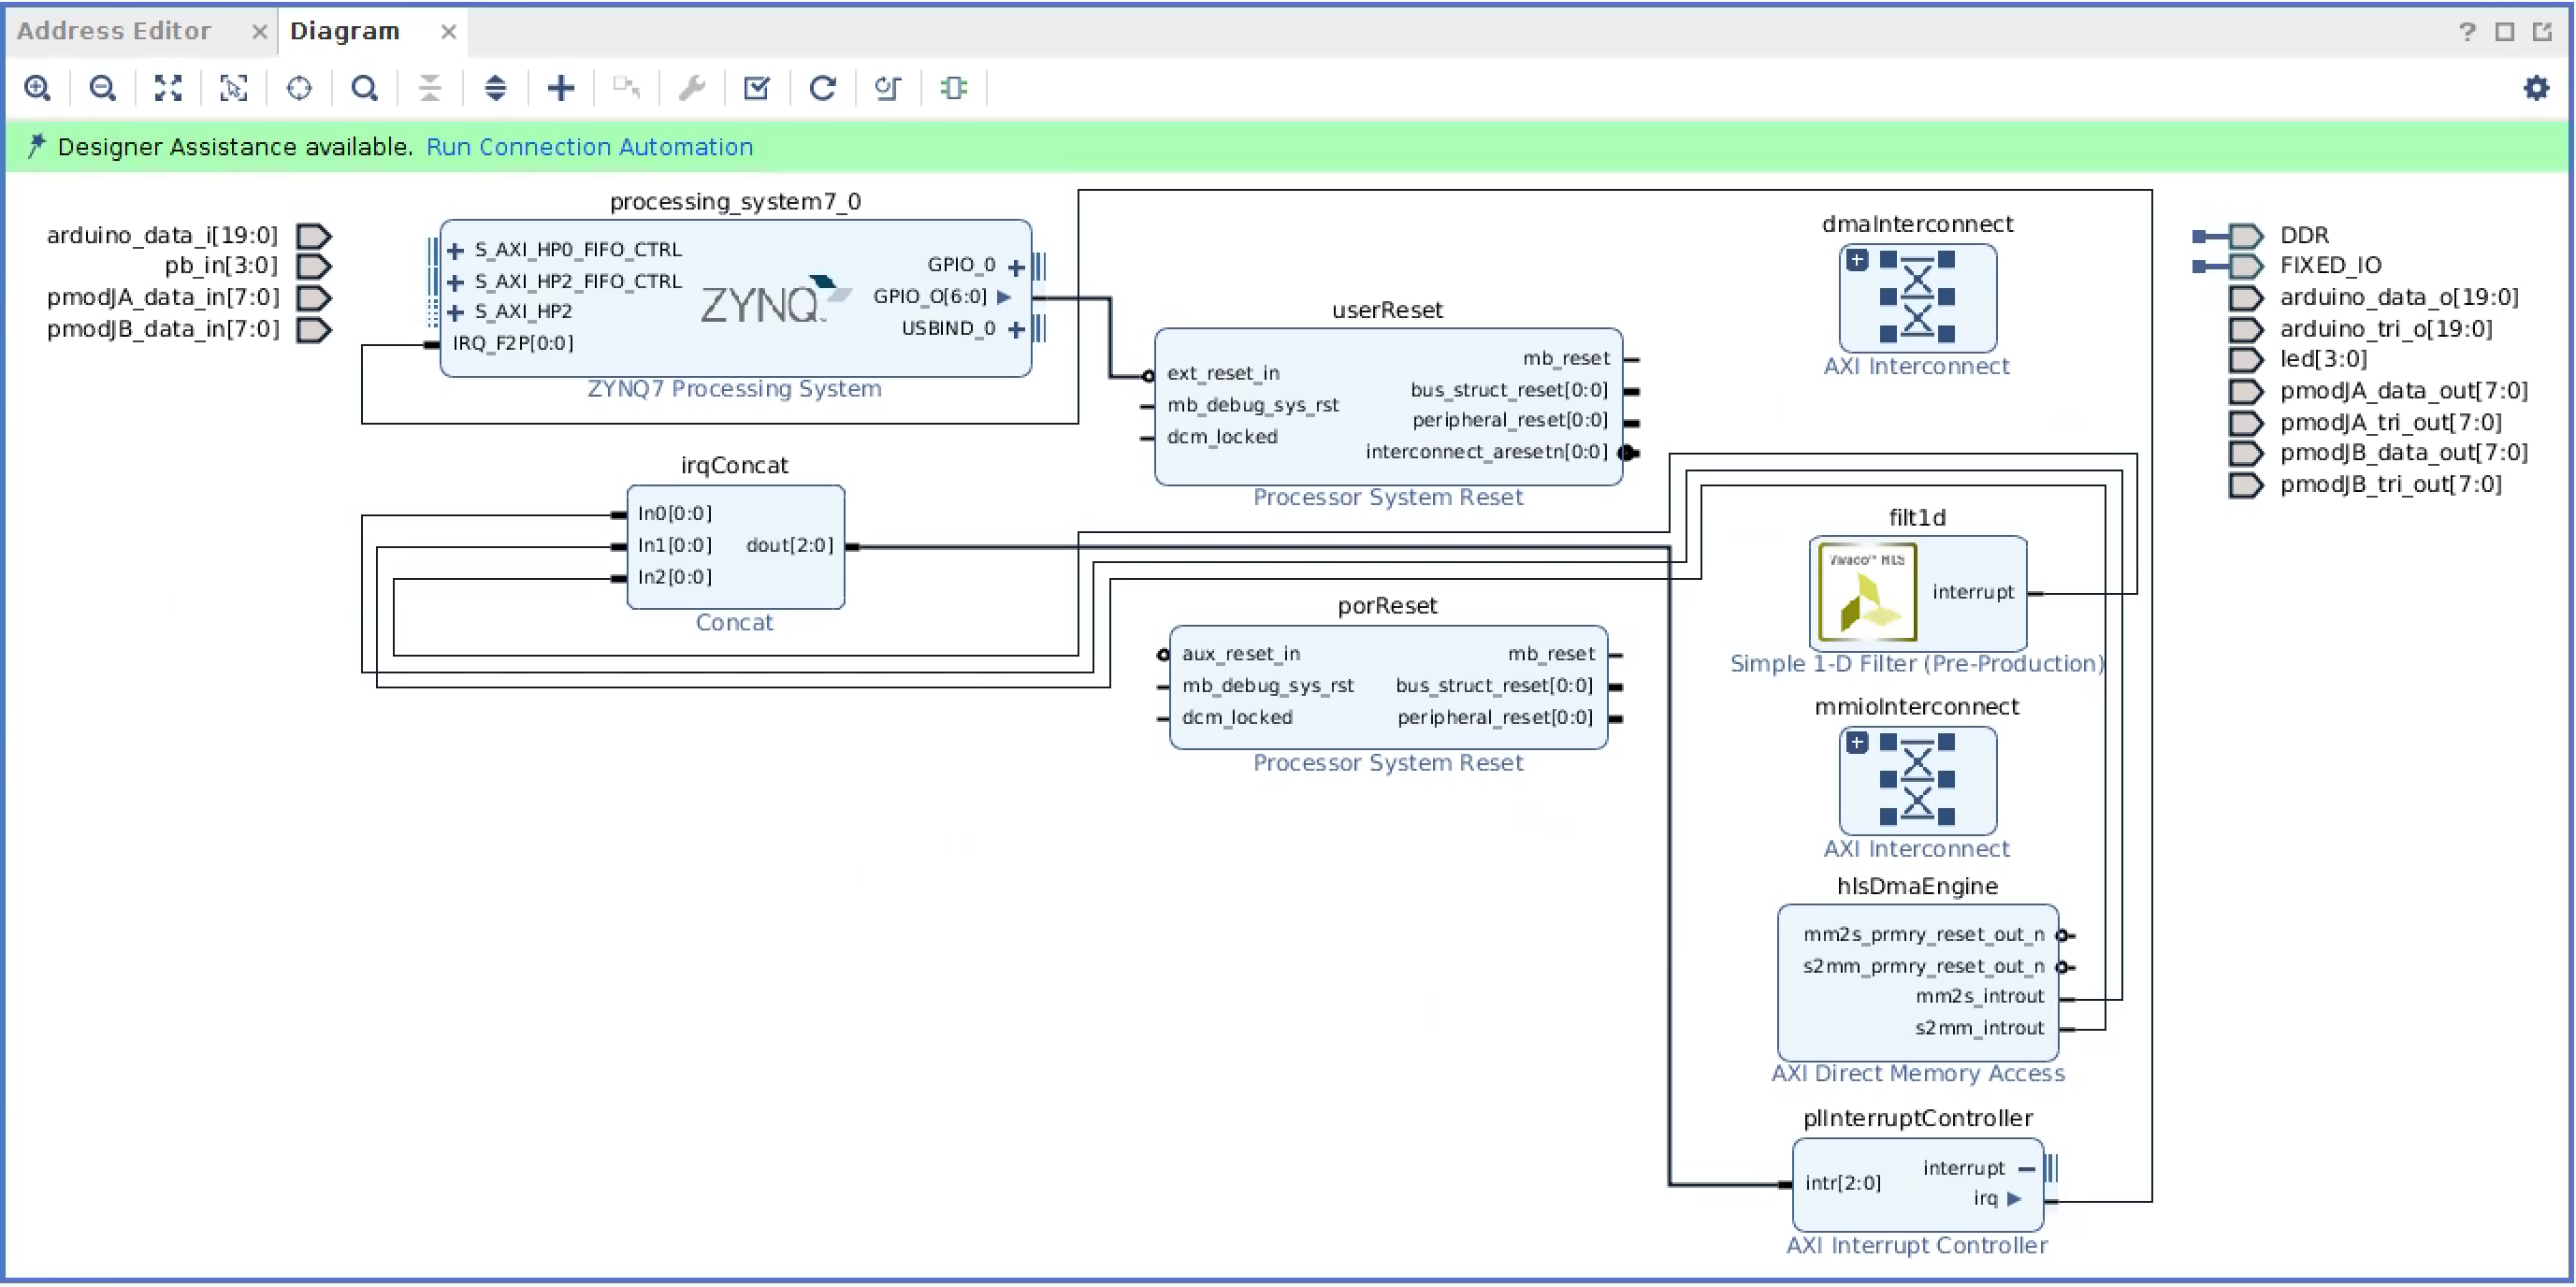 Address Editor × Diagram ×
?
Designer Assistance available. Run Connection Automation
arduino_data_i[19:0]
pb_in[3:0]
pmodJA_data_in[7:0]
pmodJB_data_in[7:0]
processing_system7_0
S_AXI_HP0_FIFO_CTRL
S_AXI_HP2_FIFO_CTRL
S_AXI_HP2
IRQ_F2P[0:0]
ZYNQ
GPIO_0
GPIO_O[6:0]
USBIND_0
ZYNQ7 Processing System
irqConcat
In0[0:0]
In1[0:0]
In2[0:0]
dout[2:0]
Concat
userReset
ext_reset_in
mb_debug_sys_rst
dcm_locked
mb_reset
bus_struct_reset[0:0]
peripheral_reset[0:0]
interconnect_aresetn[0:0]
Processor System Reset
porReset
aux_reset_in
mb_debug_sys_rst
dcm_locked
mb_reset
bus_struct_reset[0:0]
peripheral_reset[0:0]
Processor System Reset
dmaInterconnect
AXI Interconnect
filt1d
Vivado™ HLS
interrupt
Simple 1-D Filter (Pre-Production)
mmioInterconnect
AXI Interconnect
hlsDmaEngine
mm2s_prmry_reset_out_n
s2mm_prmry_reset_out_n
mm2s_introut
s2mm_introut
AXI Direct Memory Access
plInterruptController
intr[2:0]
interrupt
irq
AXI Interrupt Controller
DDR
FIXED_IO
arduino_data_o[19:0]
arduino_tri_o[19:0]
led[3:0]
pmodJA_data_out[7:0]
pmodJA_tri_out[7:0]
pmodJB_data_out[7:0]
pmodJB_tri_out[7:0]